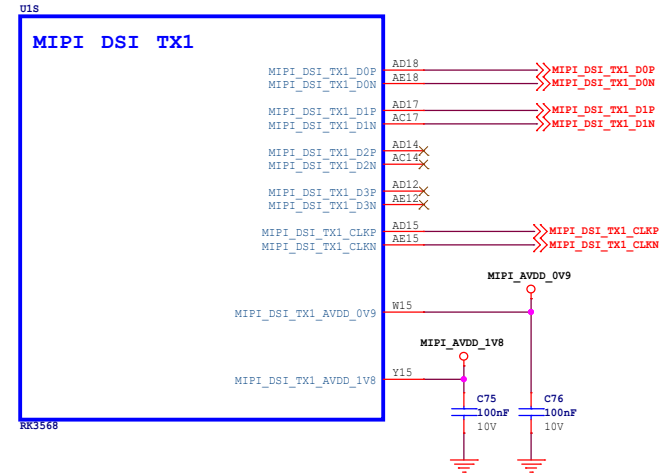 U1S
MIPI DSI TX1
MIPI_DSI_TX1_D0P AD18 MIPI_DSI_TX1_D0P
MIPI_DSI_TX1_D0N AE18 MIPI_DSI_TX1_D0N
MIPI_DSI_TX1_D1P AD17 MIPI_DSI_TX1_D1P
MIPI_DSI_TX1_D1N AC17 MIPI_DSI_TX1_D1N
MIPI_DSI_TX1_D2P AD14
MIPI_DSI_TX1_D2N AC14
MIPI_DSI_TX1_D3P AD12
MIPI_DSI_TX1_D3N AE12
MIPI_DSI_TX1_CLKP AD15 MIPI_DSI_TX1_CLKP
MIPI_DSI_TX1_CLKN AE15 MIPI_DSI_TX1_CLKN
MIPI_AVDD_0V9
MIPI_DSI_TX1_AVDD_0V9 W15
MIPI_AVDD_1V8
MIPI_DSI_TX1_AVDD_1V8 Y15
C75 C76
100nF 100nF
10V 10V
RK3568